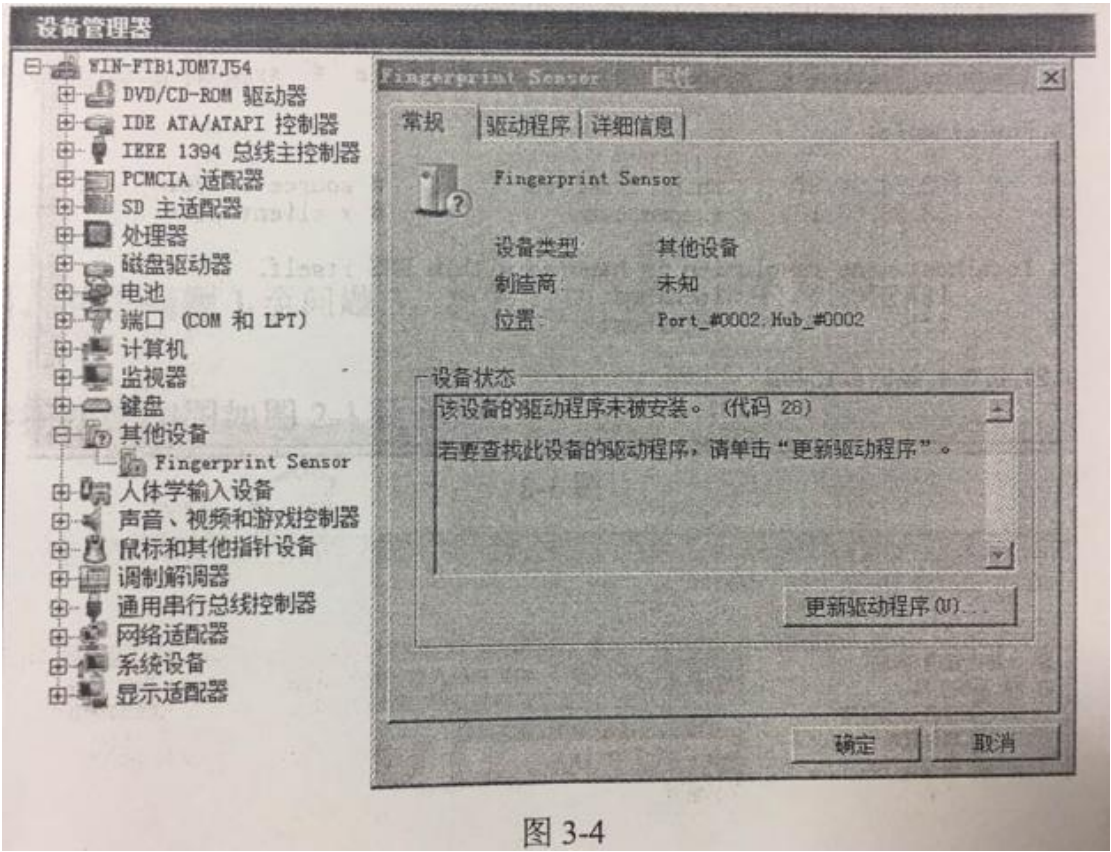 设备管理器
WIN-FTB1JOM7J54
DVD/CD-ROM 驱动器
IDE ATA/ATAPI 控制器
IEEE 1394 总线主控制器
PCMCIA 适配器
SD 主适配器
处理器
磁盘驱动器
电池
端口 (COM 和 LPT)
计算机
监视器
键盘
其他设备
Fingerprint Sensor
人体学输入设备
声音、视频和游戏控制器
鼠标和其他指针设备
调制解调器
通用串行总线控制器
网络适配器
系统设备
显示适配器
Fingerprint Sensor 属性
常规 驱动程序 详细信息
Fingerprint Sensor
设备类型: 其他设备
制造商: 未知
位置: Port_#0002.Hub_#0002
设备状态
该设备的驱动程序未被安装。 (代码 28)
若要查找此设备的驱动程序，请单击“更新驱动程序”。
更新驱动程序(U)...
确定 取消
图 3-4